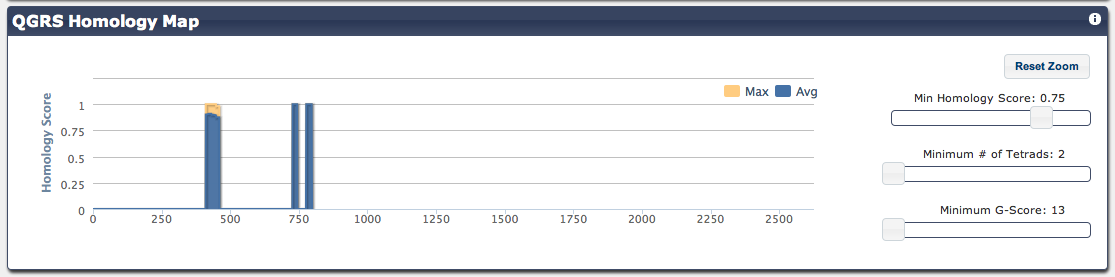 QGRS Homology Map
i
Reset Zoom
Max Avg
Homology Score
1
0.75
0.5
0.25
0
0 250 500 750 1000 1250 1500 1750 2000 2250 2500
Min Homology Score: 0.75
Minimum # of Tetrads: 2
Minimum G-Score: 13